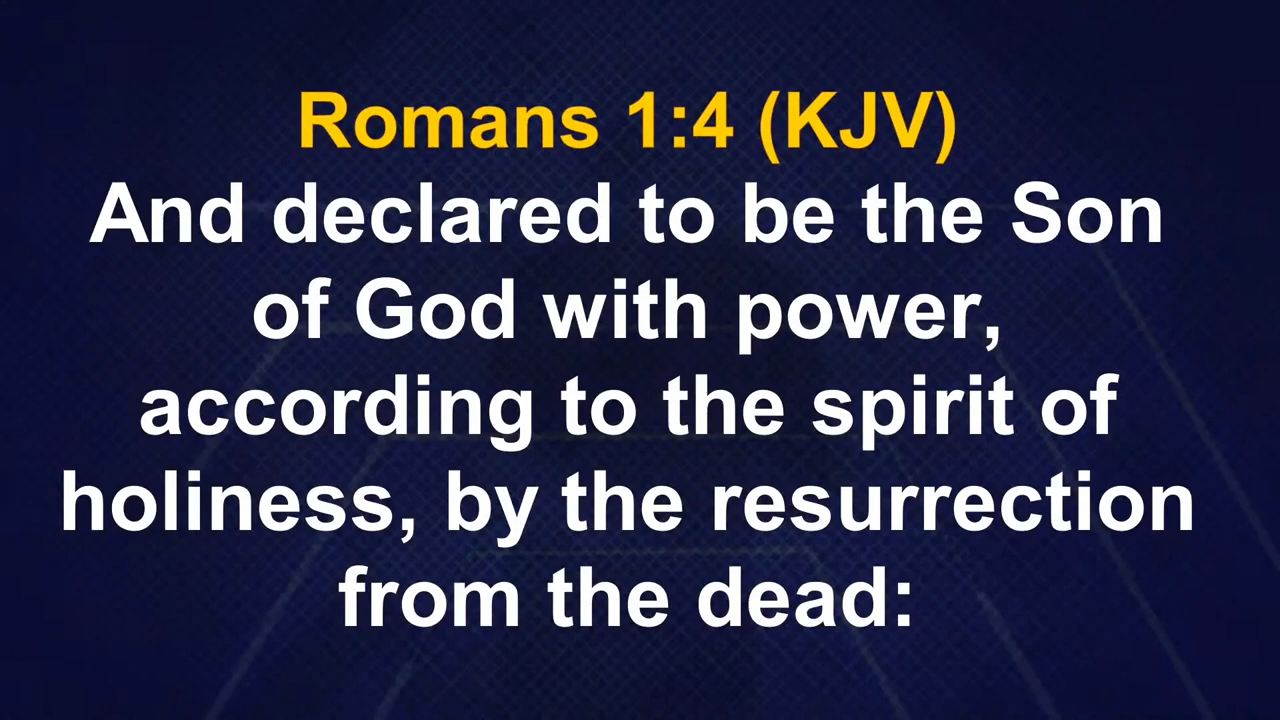 Romans 1:4 (KJV)
And declared to be the Son
of God with power,
according to the spirit of
holiness, by the resurrection
from the dead: